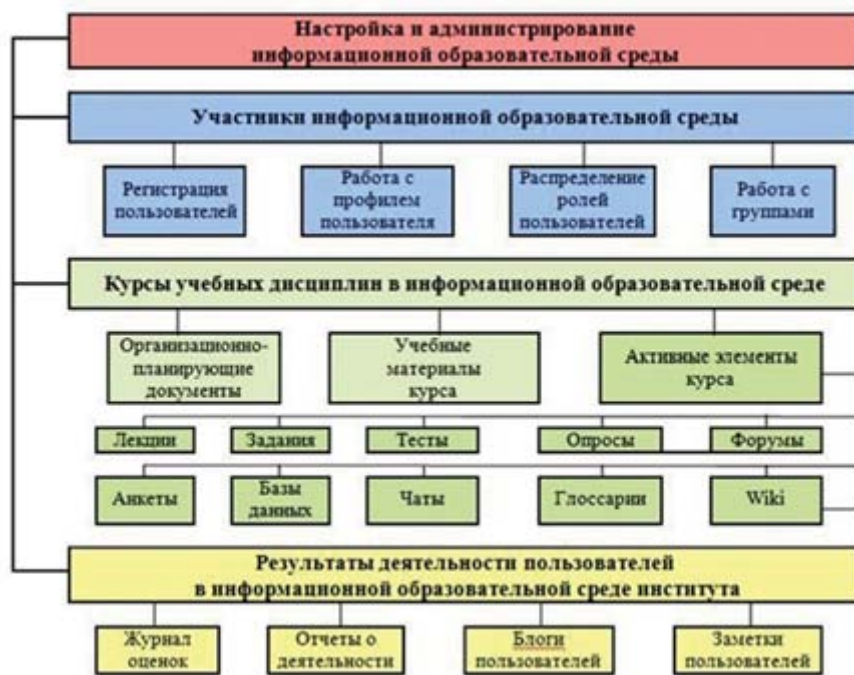 Настройка и администрирование
информационной образовательной среды
Участники информационной образовательной среды
Регистрация
пользователей
Работа с
профилем
пользователя
Распределение
ролей
пользователей
Работа с
группами
Курсы учебных дисциплин в информационной образовательной среде
Организационно-
планирующие
документы
Учебные
материалы
курса
Активные элементы
курса
Лекции
Задания
Тесты
Опросы
Форумы
Анкеты
Базы
данных
Чаты
Глоссарии
Wiki
Результаты деятельности пользователей
в информационной образовательной среде института
Журнал
оценок
Отчеты о
деятельности
Блоги
пользователей
Заметки
пользователей